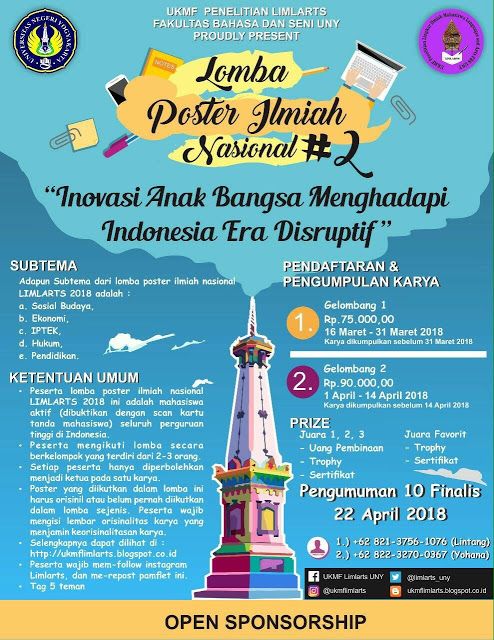 UKMF PENELITIAN LIMLARTS
FAKULTAS BAHASA DAN SENI UNY
PROUDLY PRESENT
UNIVERSITAS NEGERI YOGYAKARTA
NOTES
Lomba
Poster Ilmiah
Nasional #2
“Inovasi Anak Bangsa Menghadapi
Indonesia Era Disruptif”
SUBTEMA
Adapun Subtema dari lomba poster ilmiah nasional
LIMLARTS 2018 adalah :
a. Sosial Budaya,
b. Ekonomi,
c. IPTEK,
d. Hukum,
e. Pendidikan.
KETENTUAN UMUM
- Peserta lomba poster ilmiah nasional
LIMLARTS 2018 ini adalah mahasiswa
aktif (dibuktikan dengan scan kartu
tanda mahasiswa) seluruh perguruan
tinggi di Indonesia.
- Peserta mengikuti lomba secara
berkelompok yang terdiri dari 2-3 orang.
- Setiap peserta hanya diperbolehkan
menjadi ketua pada satu karya.
- Poster yang diikutkan dalam lomba ini
harus orisinil atau belum pernah diikutkan
dalam lomba sejenis. Peserta wajib
mengisi lembar orisinalitas karya yang
menjamin keorisinalitasan karya.
- Selengkapnya dapat dilihat di :
http://ukmflimlarts.blogspot.co.id
- Peserta wajib mem-follow instagram
Limlarts, dan me-repost pamflet ini.
- Tag 5 teman
PENDAFTARAN &
PENGUMPULAN KARYA
1.
Gelombang 1
Rp.75.000,00
16 Maret - 31 Maret 2018
Karya dikumpulkan sebelum 31 Maret 2018
2.
Gelombang 2
Rp.90.000,00
1 April - 14 April 2018
Karya dikumpulkan sebelum 14 April 2018
PRIZE
Juara 1, 2, 3
- Uang Pembinaan
- Trophy
- Sertifikat
Juara Favorit
- Trophy
- Sertifikat
Pengumuman 10 Finalis
22 April 2018
1.) +62 821-3756-1076 (Lintang)
2.) +62 822-3270-0367 (Yohana)
UKMF Limlarts UNY
@limlarts_uny
@ukmflimlarts
ukmflimlarts.blogspot.co.id
OPEN SPONSORSHIP